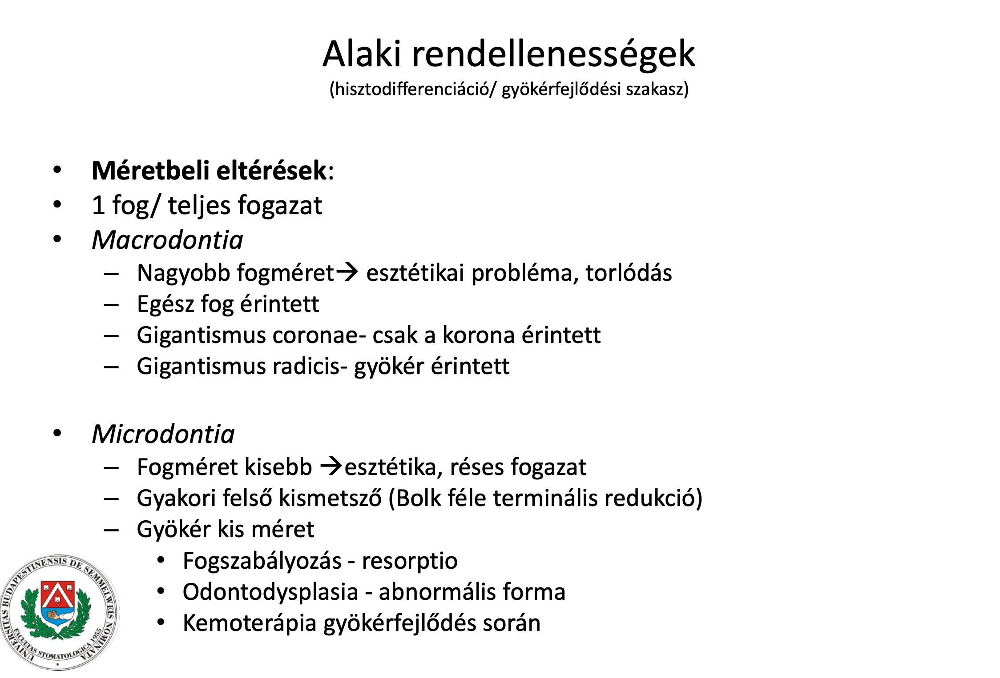 Alaki rendellenességek
(hisztodifferenciáció/ gyökérfejlődési szakasz)
• Méretbeli eltérések:
• 1 fog/ teljes fogazat
• Macrodontia
– Nagyobb fogméret→ esztétikai probléma, torlódás
– Egész fog érintett
– Gigantismus coronae- csak a korona érintett
– Gigantismus radicis- gyökér érintett
• Microdontia
– Fogméret kisebb →esztétika, réses fogazat
– Gyakori felső kismetsző (Bolk féle terminális redukció)
– Gyökér kis méret
• Fogszabályozás - resorptio
• Odontodysplasia - abnormális forma
• Kemoterápia gyökérfejlődés során
UNIVERSITAS BUDAPESTINENSIS DE SEMMELWEIS NOMINATA
FACULTAS STOMATOLOGICA 1955